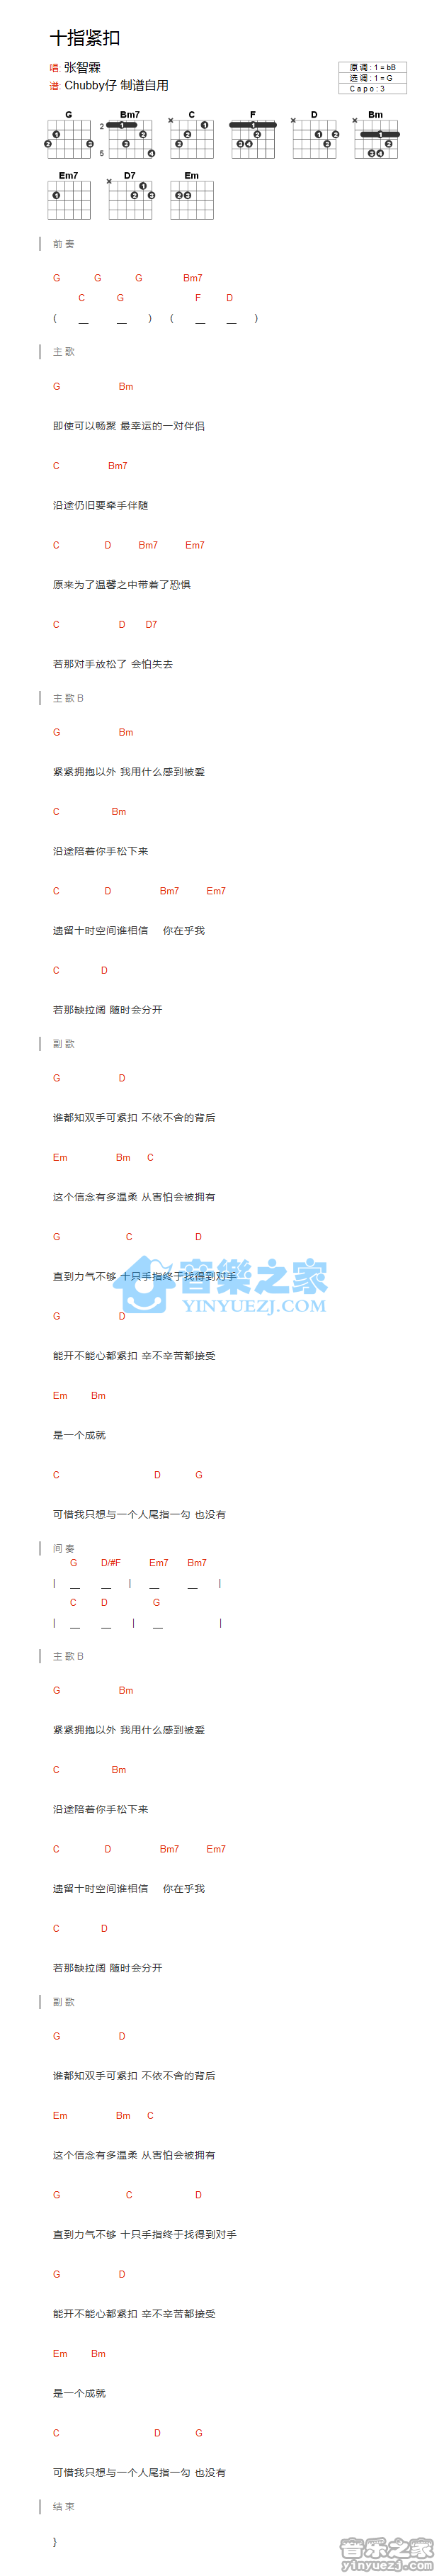 十指紧扣
唱: 张智霖
谱: Chubby仔 制谱自用
原调: 1 = bB
选调: 1 = G
Capo: 3
G Bm7 C F D Bm
2
5
Em7 D7 Em
前奏
G G G Bm7
C G F D
( __ __ ) ( __ __ )
主歌
G Bm
即使可以畅聚 最幸运的一对伴侣
C Bm7
沿途仍旧要牵手伴随
C D Bm7 Em7
原来为了温馨之中带着了恐惧
C D D7
若那对手放松了 会怕失去
主歌B
G Bm
紧紧拥抱以外 我用什么感到被爱
C Bm
沿途陪着你手松下来
C D Bm7 Em7
遗留十时空间谁相信 你在乎我
C D
若那缺拉阔 随时会分开
副歌
G D
谁都知双手可紧扣 不依不舍的背后
Em Bm C
这个信念有多温柔 从害怕会被拥有
G C D
直到力气不够 十只手指终于找得到对手
音樂之家
YINYUEZJ.COM
G D
能开不能心都紧扣 辛不辛苦都接受
Em Bm
是一个成就
C D G
可惜我只想与一个人尾指一勾 也没有
间奏
G D/#F Em7 Bm7
| __ __ | __ __ |
C D G
| __ __ | __ |
主歌B
G Bm
紧紧拥抱以外 我用什么感到被爱
C Bm
沿途陪着你手松下来
C D Bm7 Em7
遗留十时空间谁相信 你在乎我
C D
若那缺拉阔 随时会分开
副歌
G D
谁都知双手可紧扣 不依不舍的背后
Em Bm C
这个信念有多温柔 从害怕会被拥有
G C D
直到力气不够 十只手指终于找得到对手
G D
能开不能心都紧扣 辛不辛苦都接受
Em Bm
是一个成就
C D G
可惜我只想与一个人尾指一勾 也没有
结束
}
音乐之家
yinyuezj.com